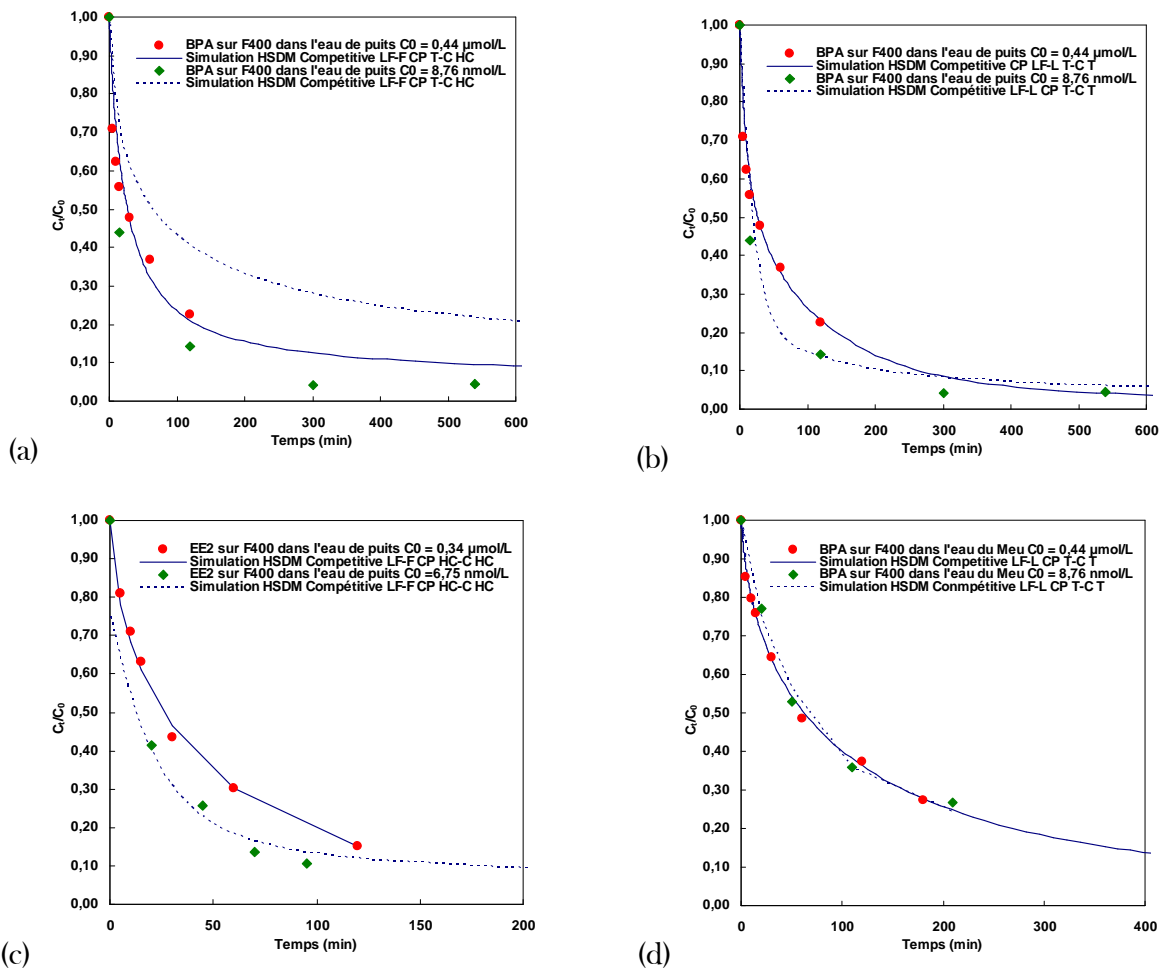 1,00
0,90
0,80
0,70
0,60
0,50
0,40
0,30
0,20
0,10
0,00
Ct/C0
BPA sur F400 dans l'eau de puits C0 = 0,44 µmol/L
Simulation HSDM Competitive LF-F CP T-C HC
BPA sur F400 dans l'eau de puits C0 = 8,76 nmol/L
Simulation HSDM Compétitive LF-F CP T-C HC
0 100 200 300 400 500 600
Temps (min)
(a)
1,00
0,90
0,80
0,70
0,60
0,50
0,40
0,30
0,20
0,10
0,00
Ct/C0
BPA sur F400 dans l'eau de puits C0 = 0,44 µmol/L
Simulation HSDM Competitive CP LF-L T-C T
BPA sur F400 dans l'eau de puits C0 = 8,76 nmol/L
Simulation HSDM Compétitive LF-L CP T-C T
0 100 200 300 400 500 600
Temps (min)
(b)
1,00
0,90
0,80
0,70
0,60
0,50
0,40
0,30
0,20
0,10
0,00
Ct/C0
EE2 sur F400 dans l'eau de puits C0 = 0,34 µmol/L
Simulation HSDM Competitive LF-F CP HC-C HC
EE2 sur F400 dans l'eau de puits C0 =6,75 nmol/L
Simulation HSDM Compétitive LF-F CP HC-C HC
0 50 100 150 200
Temps (min)
(c)
1,00
0,90
0,80
0,70
0,60
0,50
0,40
0,30
0,20
0,10
0,00
Ct/C0
BPA sur F400 dans l'eau du Meu C0 = 0,44 µmol/L
Simulation HSDM Competitive LF-L CP T-C T
BPA sur F400 dans l'eau du Meu C0 = 8,76 nmol/L
Simulation HSDM Conmpétitive LF-L CP T-C T
0 100 200 300 400
Temps (min)
(d)